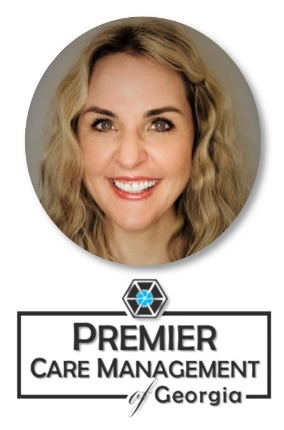 PREMIER
CARE MANAGEMENT
of Georgia